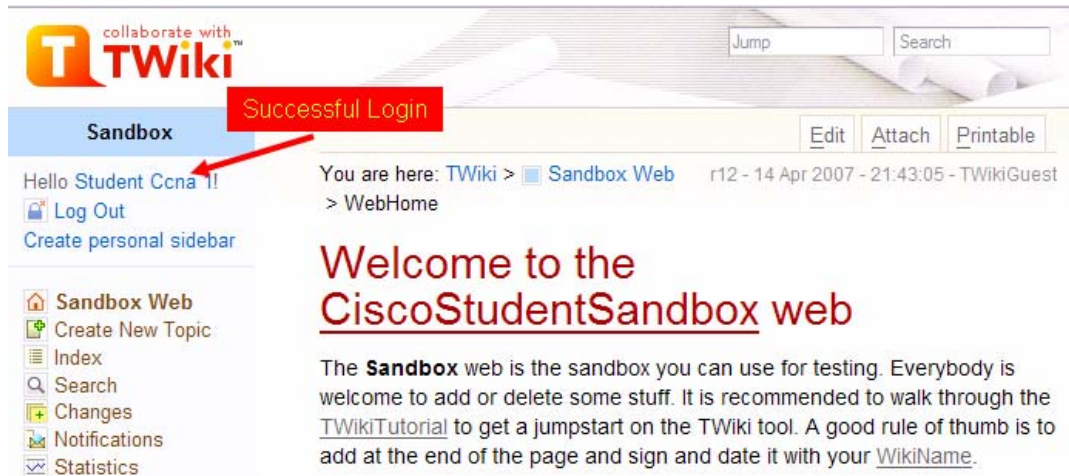 collaborate with
TWiki™
Jump
Search
Successful Login
Sandbox
Edit Attach Printable
Hello Student Ccna 1!
Log Out
Create personal sidebar
You are here: TWiki > Sandbox Web
> WebHome
r12 - 14 Apr 2007 - 21:43:05 - TWikiGuest
Sandbox Web
Create New Topic
Index
Search
Changes
Notifications
Statistics
Welcome to the
CiscoStudentSandbox web
The Sandbox web is the sandbox you can use for testing. Everybody is
welcome to add or delete some stuff. It is recommended to walk through the
TWikiTutorial to get a jumpstart on the TWiki tool. A good rule of thumb is to
add at the end of the page and sign and date it with your WikiName.